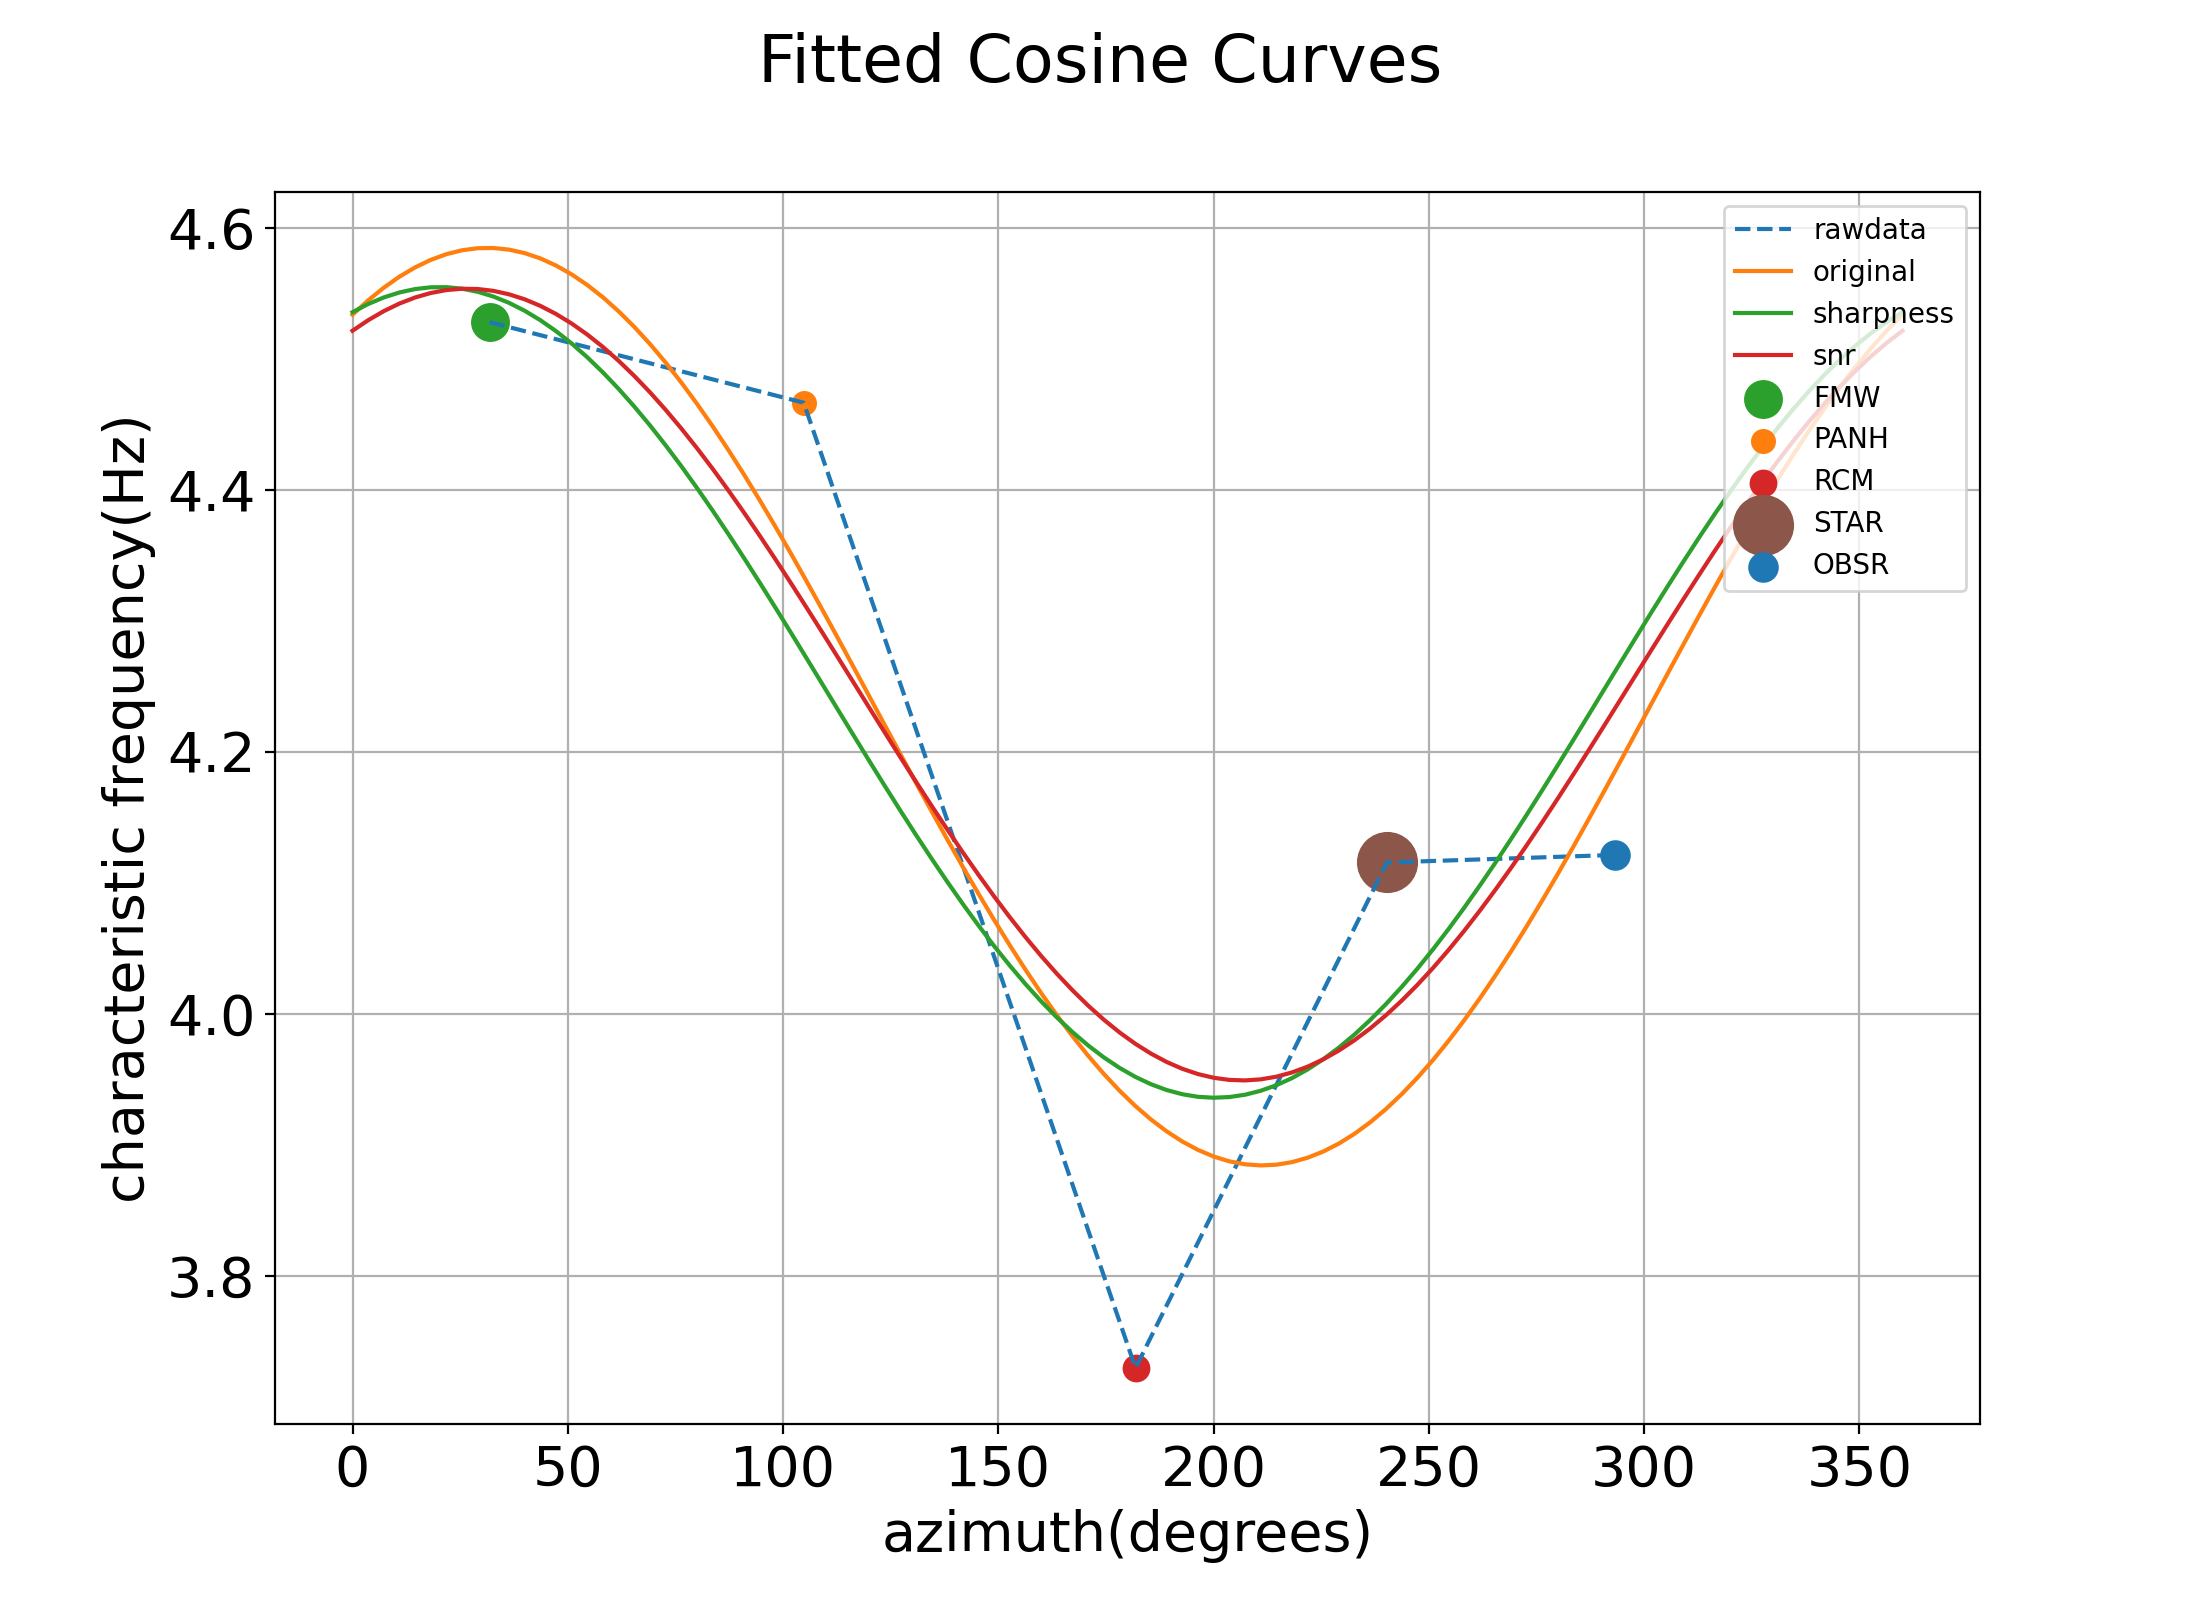 Fitted Cosine Curves
4.6
4.4
4.2
4.0
3.8
characteristic frequency(Hz)
rawdata
original
sharpness
snr
FMW
PANH
RCM
STAR
OBSR
0 50 100 150 200 250 300 350
azimuth(degrees)